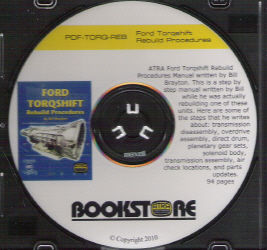 PDF-TORQ-REB
Ford Torqshift
Rebuild Procedures
ATRA Ford Torqshift Rebuild
Procedures Manual written by Bill
Brayton. This is a step by
step manual written by Bill
while he was actually
rebuilding one of these
units. Here are some of
the steps that he writes
about: transmission
disassembly, overdrive
assembly, direct drum,
planetary gear sets,
solenoid body,
transmission assembly, air
check locations, and parts
updates.
94 pages
FORD
TORQSHIFT
Rebuild Procedures
BOOKSTORE
ATRA
© Copyright 2010